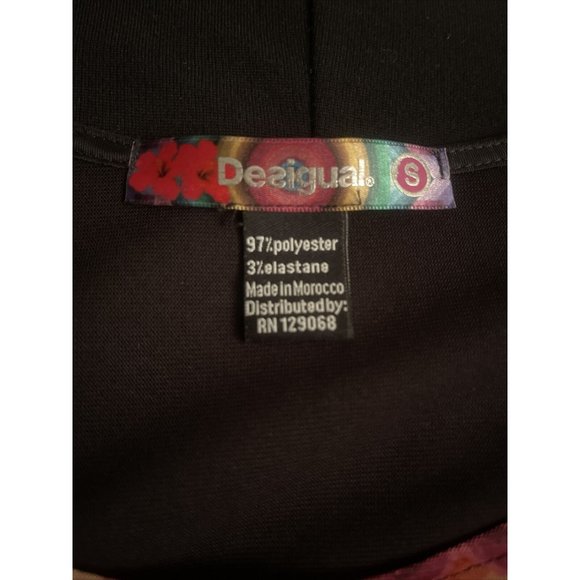 Desigual. S
97%polyester
3%elastane
Made in Morocco
Distributed by:
RN 129068